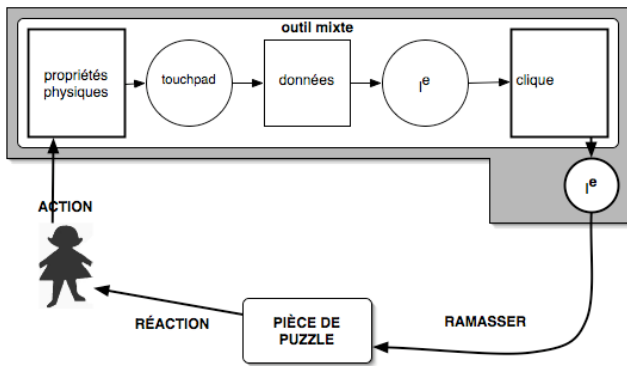 outil mixte
propriétés
physiques
touchpad
données
Iᵉ
clique
Iᵉ
ACTION
RÉACTION
PIÈCE DE
PUZZLE
RAMASSER